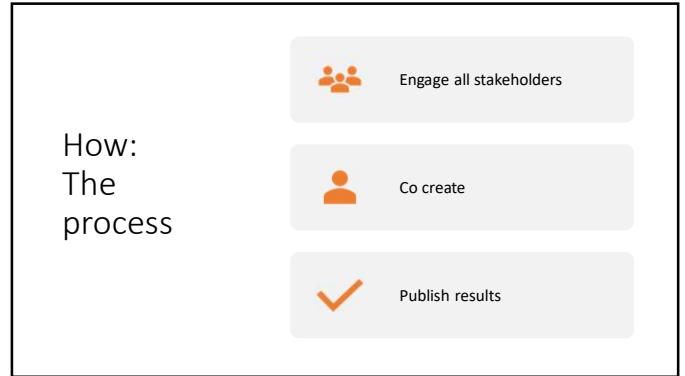 How:
The
process
Engage all stakeholders
Co create
Publish results